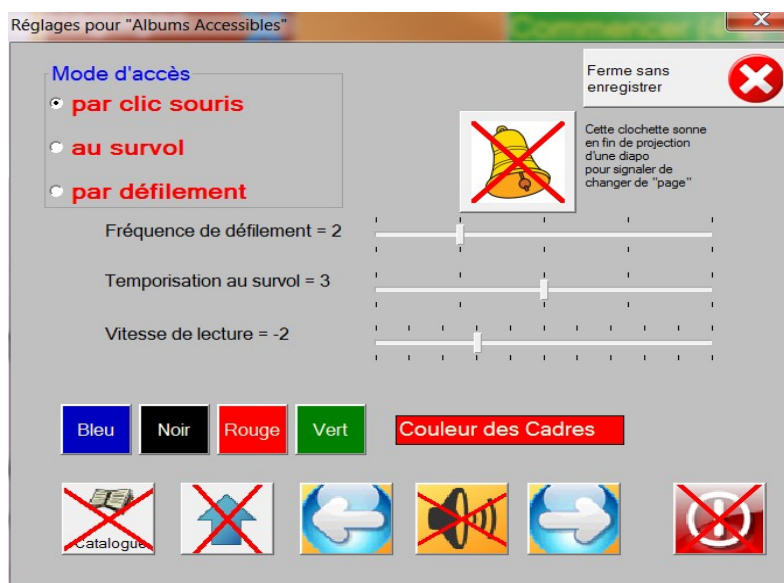 Réglages pour "Albums Accessibles"
Mode d'accès
par clic souris
au survol
par défilement
Ferme sans
enregistrer
Cette clochette sonne
en fin de projection
d'une diapo
pour signaler de
changer de "page"
Fréquence de défilement = 2
Temporisation au survol = 3
Vitesse de lecture = -2
Bleu
Noir
Rouge
Vert
Couleur des Cadres
Catalogue